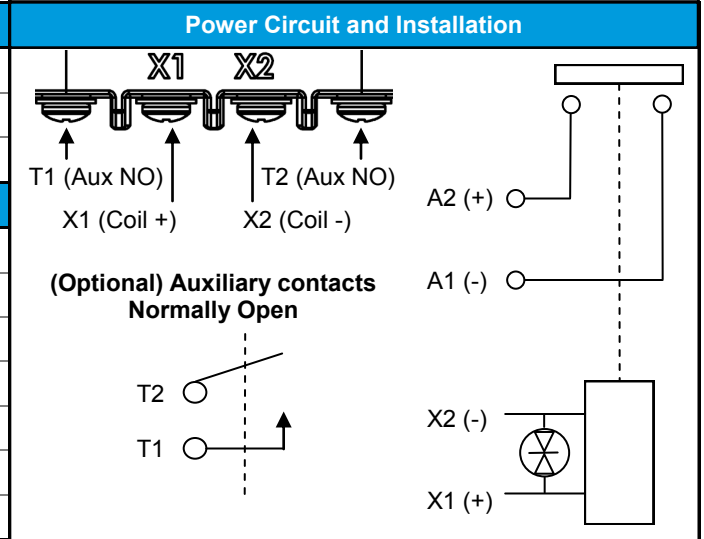 Power Circuit and Installation
X1 X2
T1 (Aux NO) T2 (Aux NO)
X1 (Coil +) X2 (Coil -)
(Optional) Auxiliary contacts
Normally Open
T2
T1
A2 (+)
A1 (-)
X2 (-)
X1 (+)